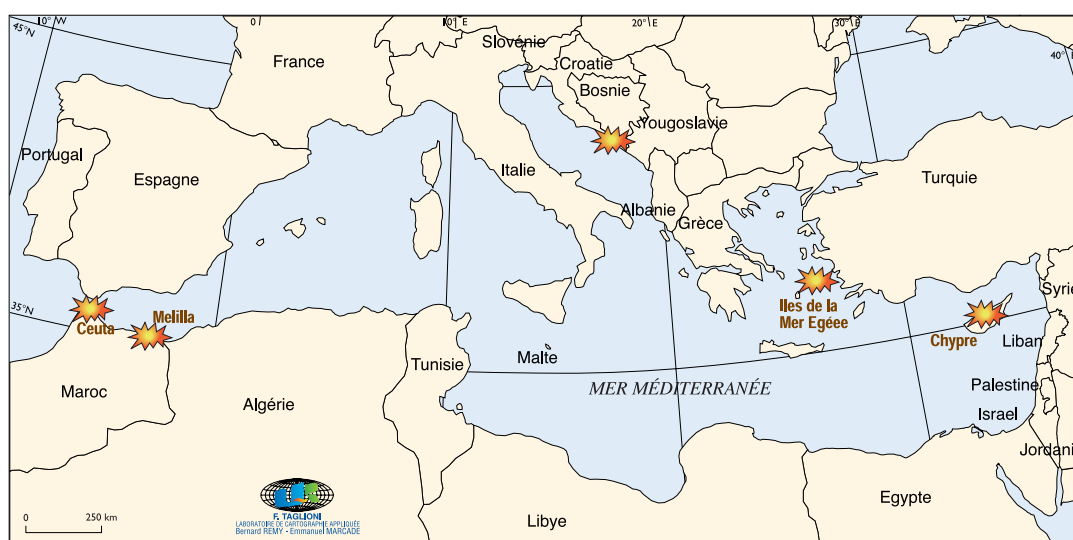 10° W
0
10°E
20°E
30°E
45°N
40° N
France
Slovénie
Croatie
Bosnie
Yougoslavie
Portugal
Espagne
Italie
Albanie
Grèce
Turquie
35°N
Ceuta
Melilla
Iles de la
Mer Egéee
Chypre
Syrie
Liban
Malte
Tunisie
Maroc
Algérie
MER MÉDITERRANÉE
Palestine
Israel
Jordani
Egypte
Libye
0 250 km
F. TAGLIONI
LABORATOIRE DE CARTOGRAPHIE APPLIQUÉE
Bernard REMY - Emmanuel MARCADE